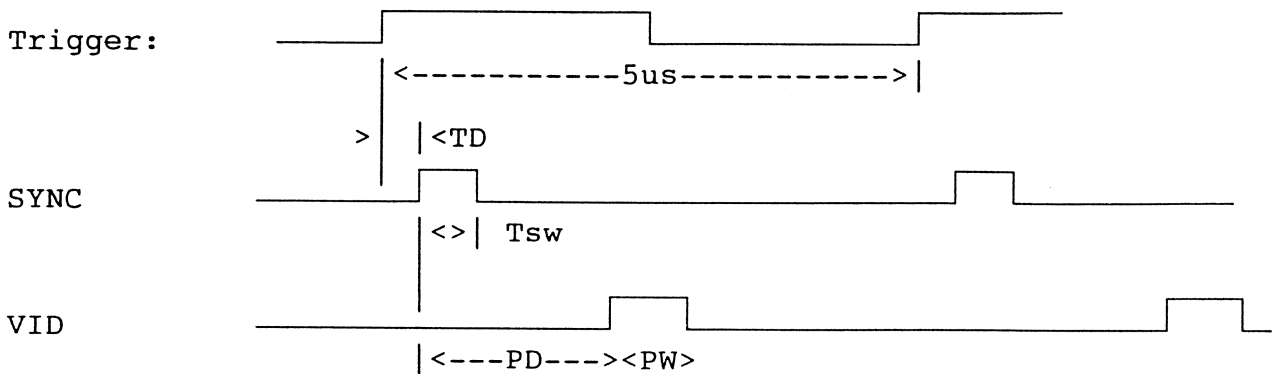 Trigger:
|<-----------5us----------->|
> |<TD
SYNC
|<>| Tsw
VID
|<---PD---><PW>